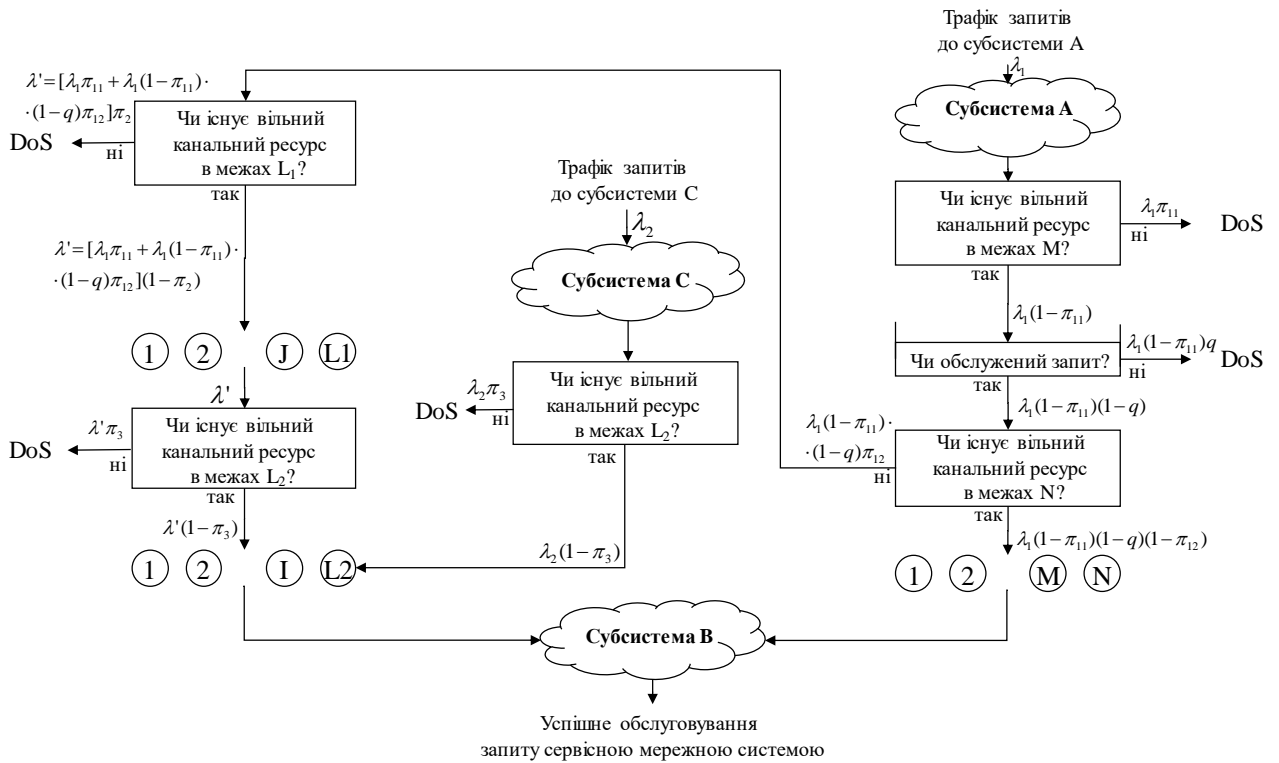 Трафік запитів
до субсистеми А
λ₁
Субсистема А
Чи існує вільний
канальний ресурс
в межах M?
λ₁π₁₁
ні
DoS
так
λ₁(1−π₁₁)
Чи обслужений запит?
λ₁(1−π₁₁)q
ні
DoS
так
λ₁(1−π₁₁)(1−q)
Чи існує вільний
канальний ресурс
в межах N?
λ₁(1−π₁₁)·
·(1−q)π₁₂
ні
так
λ₁(1−π₁₁)(1−q)(1−π₁₂)
1 2 M N
λ'=[λ₁π₁₁+λ₁(1−π₁₁)·
·(1−q)π₁₂]π₂
Чи існує вільний
канальний ресурс
в межах L₁?
DoS
ні
так
λ'=[λ₁π₁₁+λ₁(1−π₁₁)·
·(1−q)π₁₂](1−π₂)
1 2 J L1
λ'
Чи існує вільний
канальний ресурс
в межах L₂?
λ'π₃
DoS
ні
так
λ'(1−π₃)
1 2 I L2
Трафік запитів
до субсистеми С
λ₂
Субсистема С
Чи існує вільний
канальний ресурс
в межах L₂?
λ₂π₃
DoS
ні
так
λ₂(1−π₃)
Субсистема В
Успішне обслуговування
запиту сервісною мережною системою